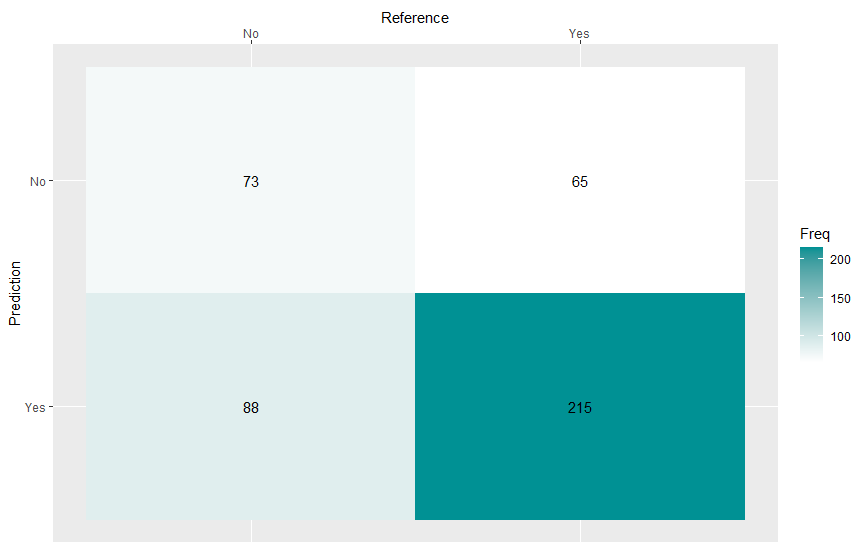 Reference
No Yes
No 73 65
Prediction
Yes 88 215
Freq
200
150
100